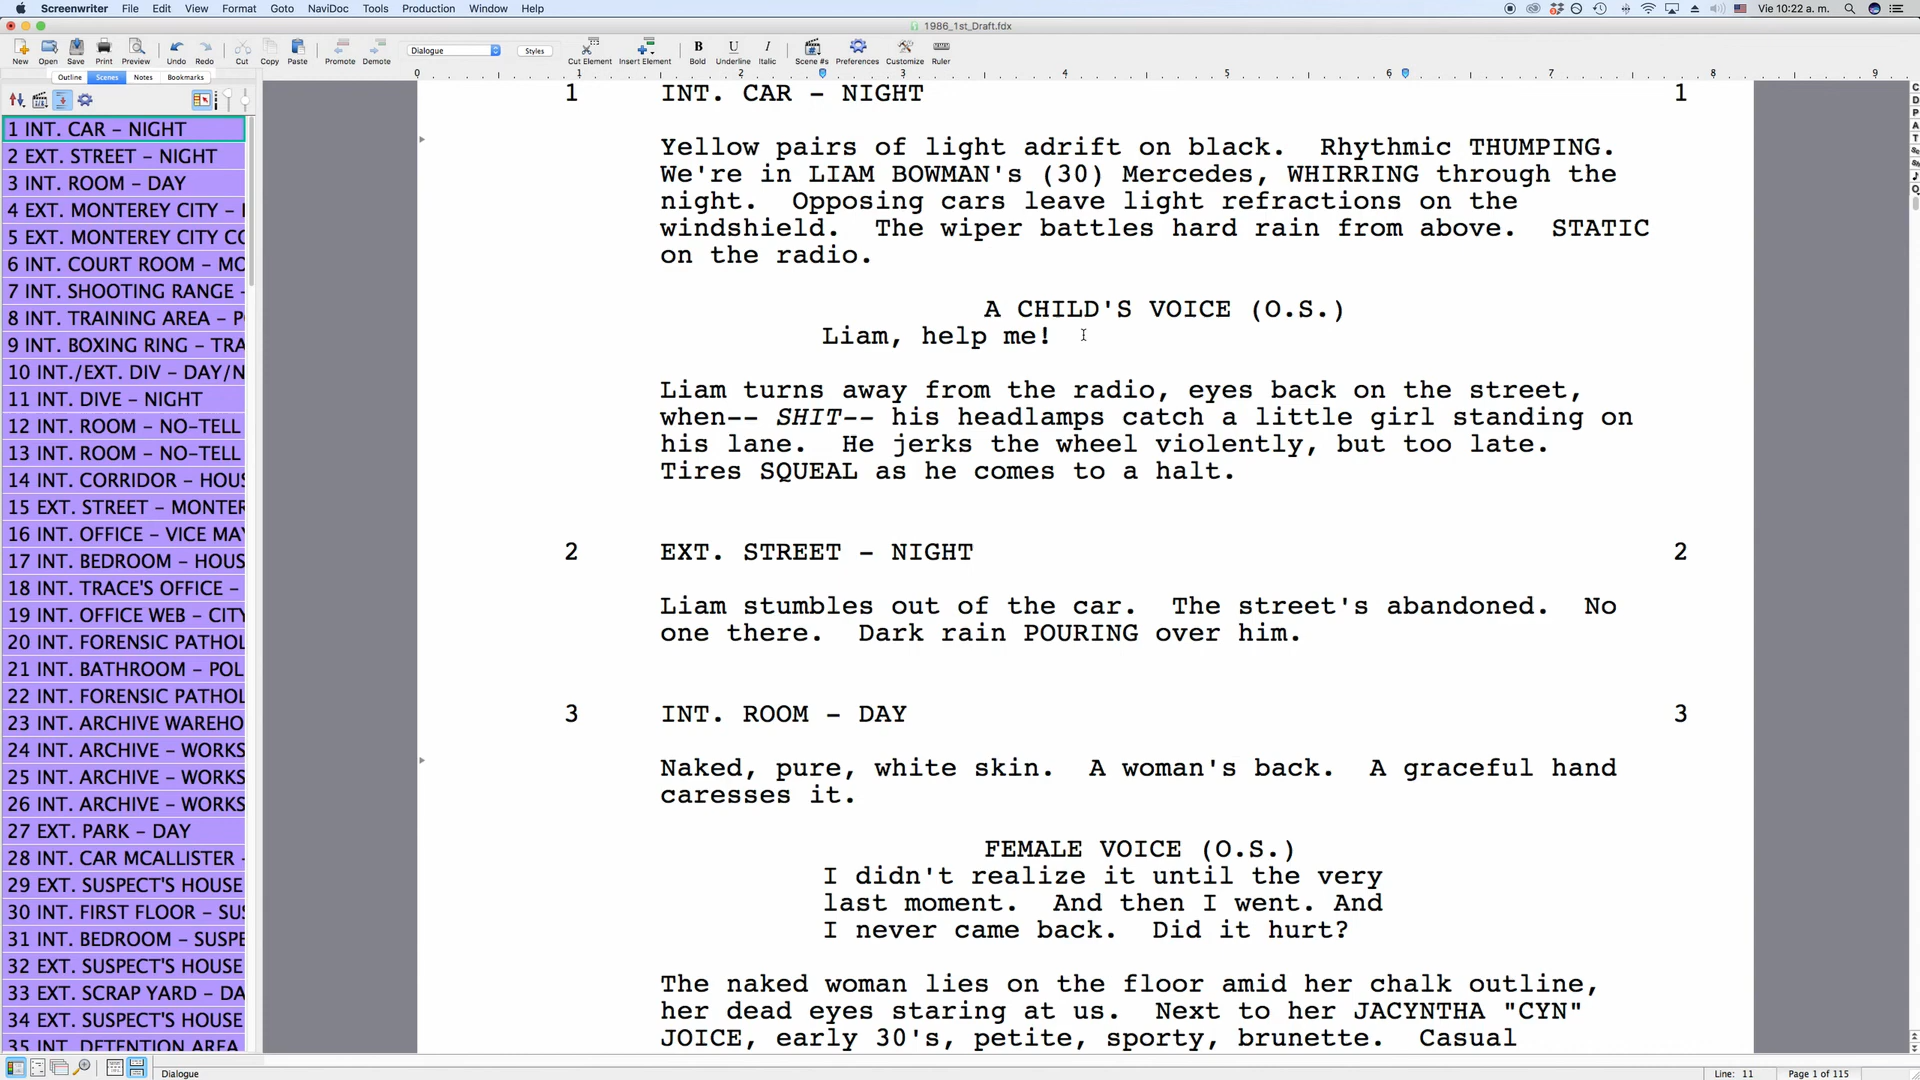 Screenwriter File Edit View Format Goto NaviDoc Tools Production Window Help Vie 10:22 a. m.
1986_1st_Draft.fdx
New Open Save Print Preview Undo Redo Cut Copy Paste Promote Demote Dialogue Styles Cut Element Insert Element Bold Underline Italic Scene #s Preferences Customize Ruler
Outline Scenes Notes Bookmarks
0 1 2 3 4 5 6 7 8 9
1 INT. CAR – NIGHT
2 EXT. STREET – NIGHT
3 INT. ROOM – DAY
4 EXT. MONTEREY CITY –
5 EXT. MONTEREY CITY CO
6 INT. COURT ROOM – MO
7 INT. SHOOTING RANGE –
8 INT. TRAINING AREA – P
9 INT. BOXING RING – TRA
10 INT./EXT. DIV – DAY/N
11 INT. DIVE – NIGHT
12 INT. ROOM – NO-TELL
13 INT. ROOM – NO-TELL
14 INT. CORRIDOR – HOUS
15 EXT. STREET – MONTER
16 INT. OFFICE – VICE MAY
17 INT. BEDROOM – HOUS
18 INT. TRACE'S OFFICE –
19 INT. OFFICE WEB – CITY
20 INT. FORENSIC PATHOL
21 INT. BATHROOM – POL
22 INT. FORENSIC PATHOL
23 INT. ARCHIVE WAREHO
24 INT. ARCHIVE – WORKS
25 INT. ARCHIVE – WORKS
26 INT. ARCHIVE – WORKS
27 EXT. PARK – DAY
28 INT. CAR MCALLISTER –
29 EXT. SUSPECT'S HOUSE
30 INT. FIRST FLOOR – SUS
31 INT. BEDROOM – SUSPE
32 EXT. SUSPECT'S HOUSE
33 EXT. SCRAP YARD – DA
34 EXT. SUSPECT'S HOUSE
35 INT. DETENTION AREA
1 INT. CAR – NIGHT 1
Yellow pairs of light adrift on black. Rhythmic THUMPING.
We're in LIAM BOWMAN's (30) Mercedes, WHIRRING through the
night. Opposing cars leave light refractions on the
windshield. The wiper battles hard rain from above. STATIC
on the radio.
A CHILD'S VOICE (O.S.)
Liam, help me!
Liam turns away from the radio, eyes back on the street,
when-- SHIT-- his headlamps catch a little girl standing on
his lane. He jerks the wheel violently, but too late.
Tires SQUEAL as he comes to a halt.
2 EXT. STREET – NIGHT 2
Liam stumbles out of the car. The street's abandoned. No
one there. Dark rain POURING over him.
3 INT. ROOM – DAY 3
Naked, pure, white skin. A woman's back. A graceful hand
caresses it.
FEMALE VOICE (O.S.)
I didn't realize it until the very
last moment. And then I went. And
I never came back. Did it hurt?
The naked woman lies on the floor amid her chalk outline,
her dead eyes staring at us. Next to her JACYNTHA "CYN"
JOICE, early 30's, petite, sporty, brunette. Casual
Dialogue Line: 11 Page 1 of 115